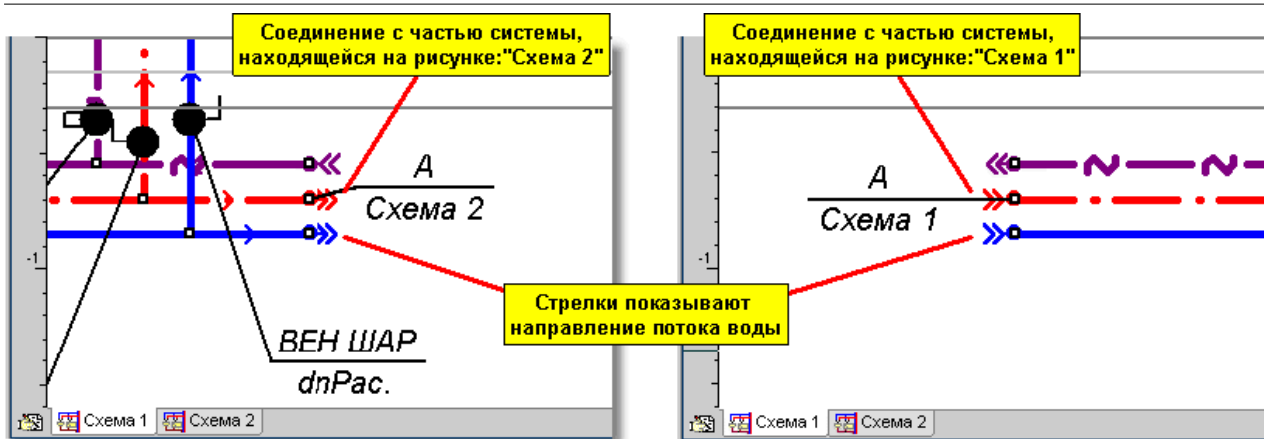 Соединение с частью системы,
находящейся на рисунке:"Схема 2"
Соединение с частью системы,
находящейся на рисунке:"Схема 1"
А
Схема 2
А
Схема 1
-1
-1
Стрелки показывают
направление потока воды
ВЕН ШАР
dnРас.
Схема 1
Схема 2
Схема 1
Схема 2